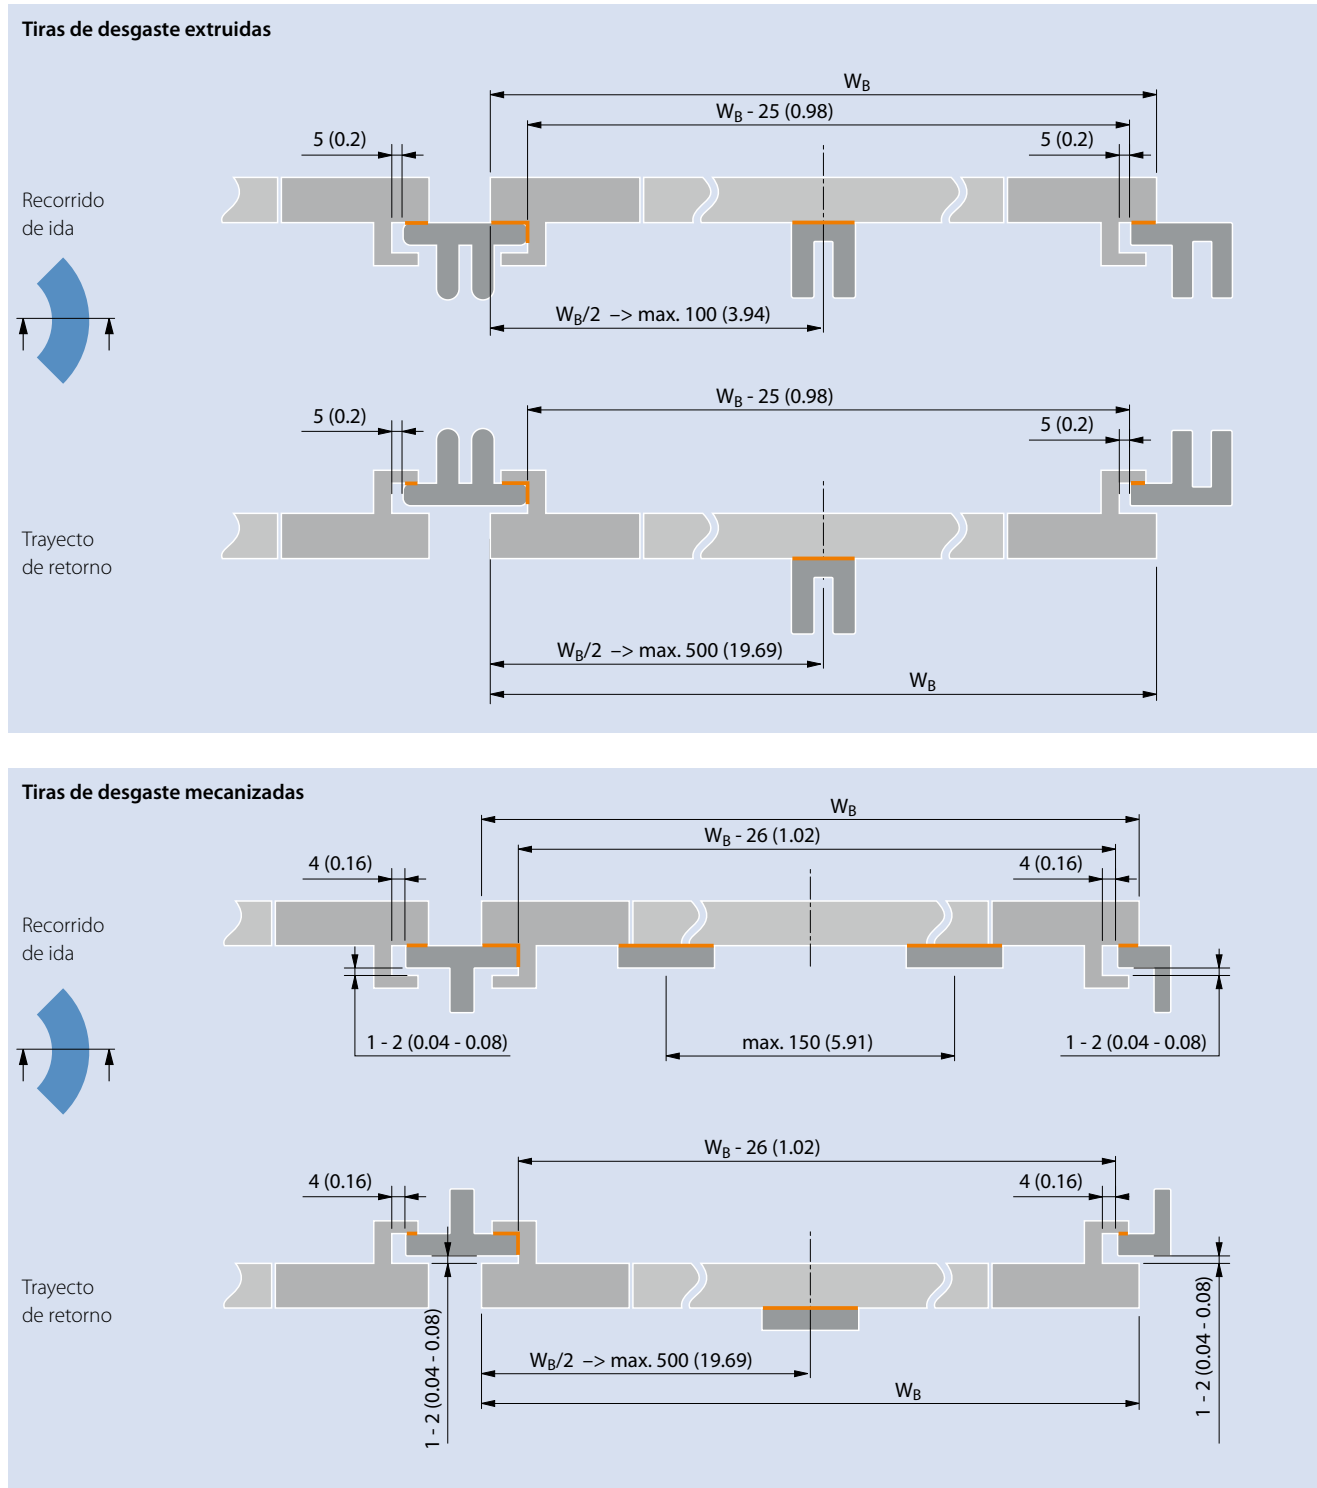 Tiras de desgaste extruidas
W_B
W_B - 25 (0.98)
5 (0.2)
5 (0.2)
Recorrido
de ida
W_B/2 –> max. 100 (3.94)
W_B - 25 (0.98)
5 (0.2)
5 (0.2)
Trayecto
de retorno
W_B/2 –> max. 500 (19.69)
W_B
Tiras de desgaste mecanizadas
W_B
W_B - 26 (1.02)
4 (0.16)
4 (0.16)
Recorrido
de ida
1 - 2 (0.04 - 0.08)
max. 150 (5.91)
1 - 2 (0.04 - 0.08)
W_B - 26 (1.02)
4 (0.16)
4 (0.16)
Trayecto
de retorno
1 - 2 (0.04 - 0.08)
1 - 2 (0.04 - 0.08)
W_B/2 –> max. 500 (19.69)
W_B